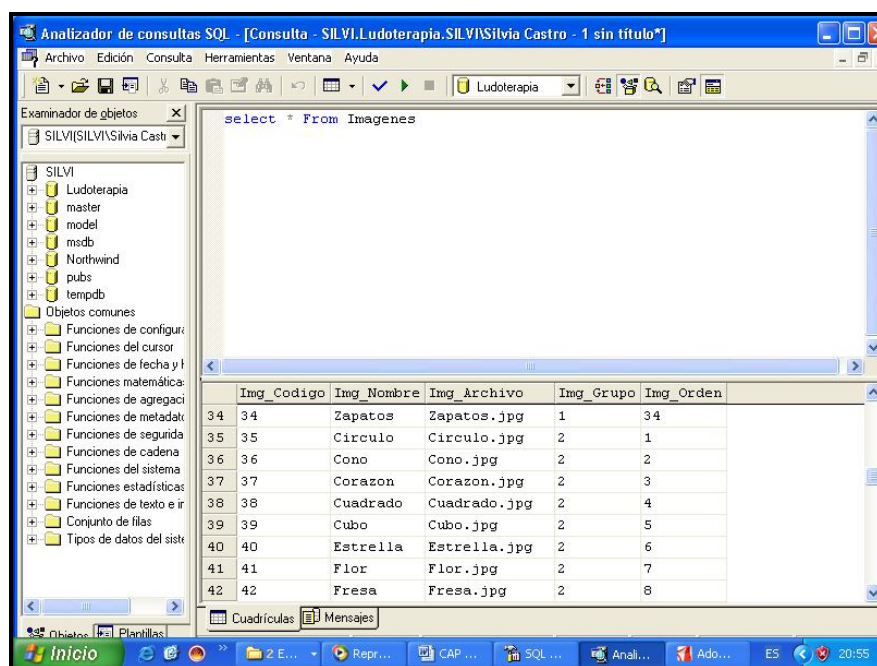 Analizador de consultas SQL - [Consulta - SILVI.Ludoterapia.SILVI\Silvia Castro - 1 sin título*]
Archivo Edición Consulta Herramientas Ventana Ayuda
Ludoterapia
Examinador de objetos
SILVI(SILVI\Silvia Cast
SILVI
Ludoterapia
master
model
msdb
Northwind
pubs
tempdb
Objetos comunes
Funciones de configura
Funciones del cursor
Funciones de fecha y h
Funciones matemática
Funciones de agregaci
Funciones de metadat
Funciones de segurida
Funciones de cadena
Funciones del sistema
Funciones estadísticas
Funciones de texto e i
Conjunto de filas
Tipos de datos del siste
Objetos Plantillas
select * From Imagenes
Img_Codigo Img_Nombre Img_Archivo Img_Grupo Img_Orden
34 34 Zapatos Zapatos.jpg 1 34
35 35 Circulo Circulo.jpg 2 1
36 36 Cono Cono.jpg 2 2
37 37 Corazon Corazon.jpg 2 3
38 38 Cuadrado Cuadrado.jpg 2 4
39 39 Cubo Cubo.jpg 2 5
40 40 Estrella Estrella.jpg 2 6
41 41 Flor Flor.jpg 2 7
42 42 Fresa Fresa.jpg 2 8
Cuadrículas Mensajes
Inicio 2 E... Repr... CAP ... SQL ... Anali... Ado... ES 20:55